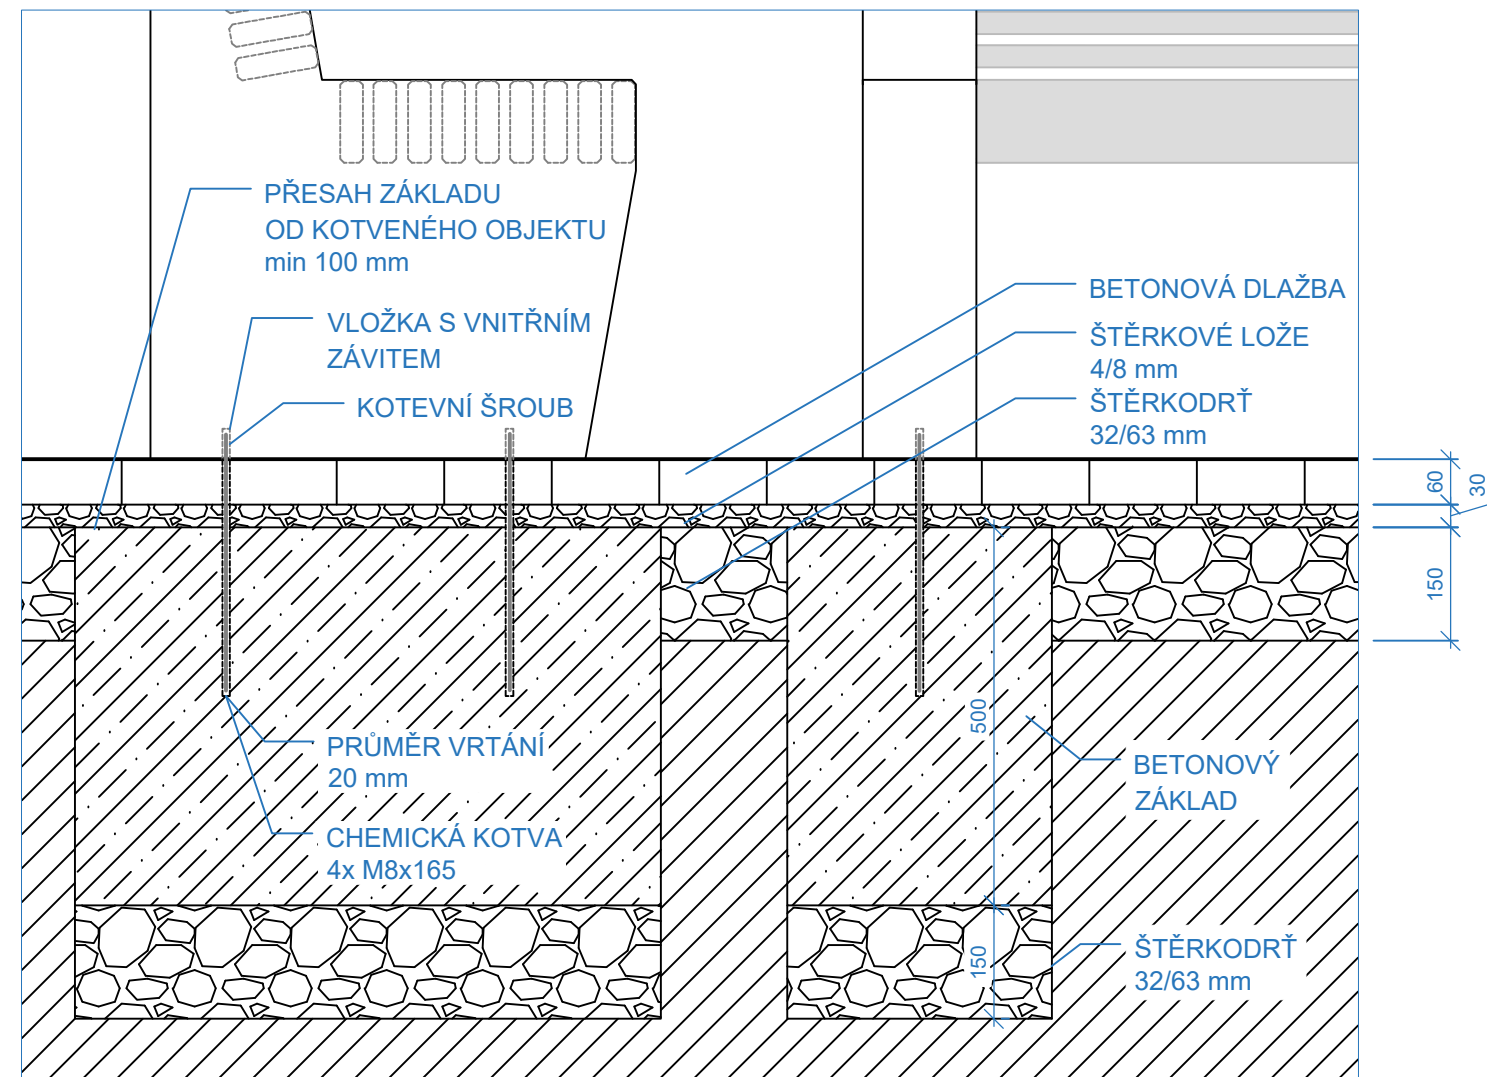 PŘESAH ZÁKLADU
OD KOTVENÉHO OBJEKTU
min 100 mm
VLOŽKA S VNITŘNÍM
ZÁVITEM
KOTEVNÍ ŠROUB
BETONOVÁ DLAŽBA
ŠTĚRKOVÉ LOŽE
4/8 mm
ŠTĚRKODRŤ
32/63 mm
60
30
150
500
PRŮMĚR VRTÁNÍ
20 mm
CHEMICKÁ KOTVA
4x M8x165
BETONOVÝ
ZÁKLAD
150
ŠTĚRKODRŤ
32/63 mm